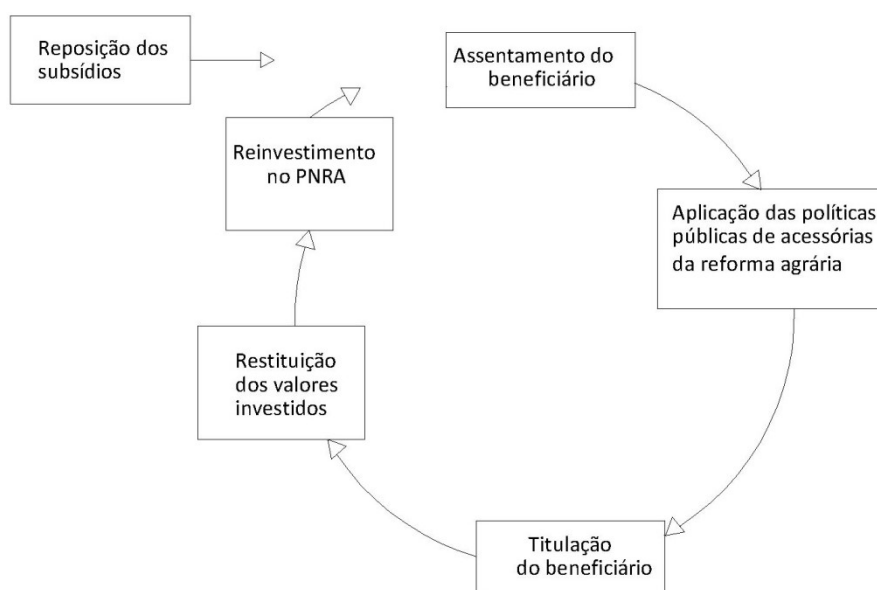 Reposição dos
subsídios
Assentamento do
beneficiário
Reinvestimento
no PNRA
Aplicação das políticas
públicas de acessórias
da reforma agrária
Restituição
dos valores
investidos
Titulação
do beneficiário